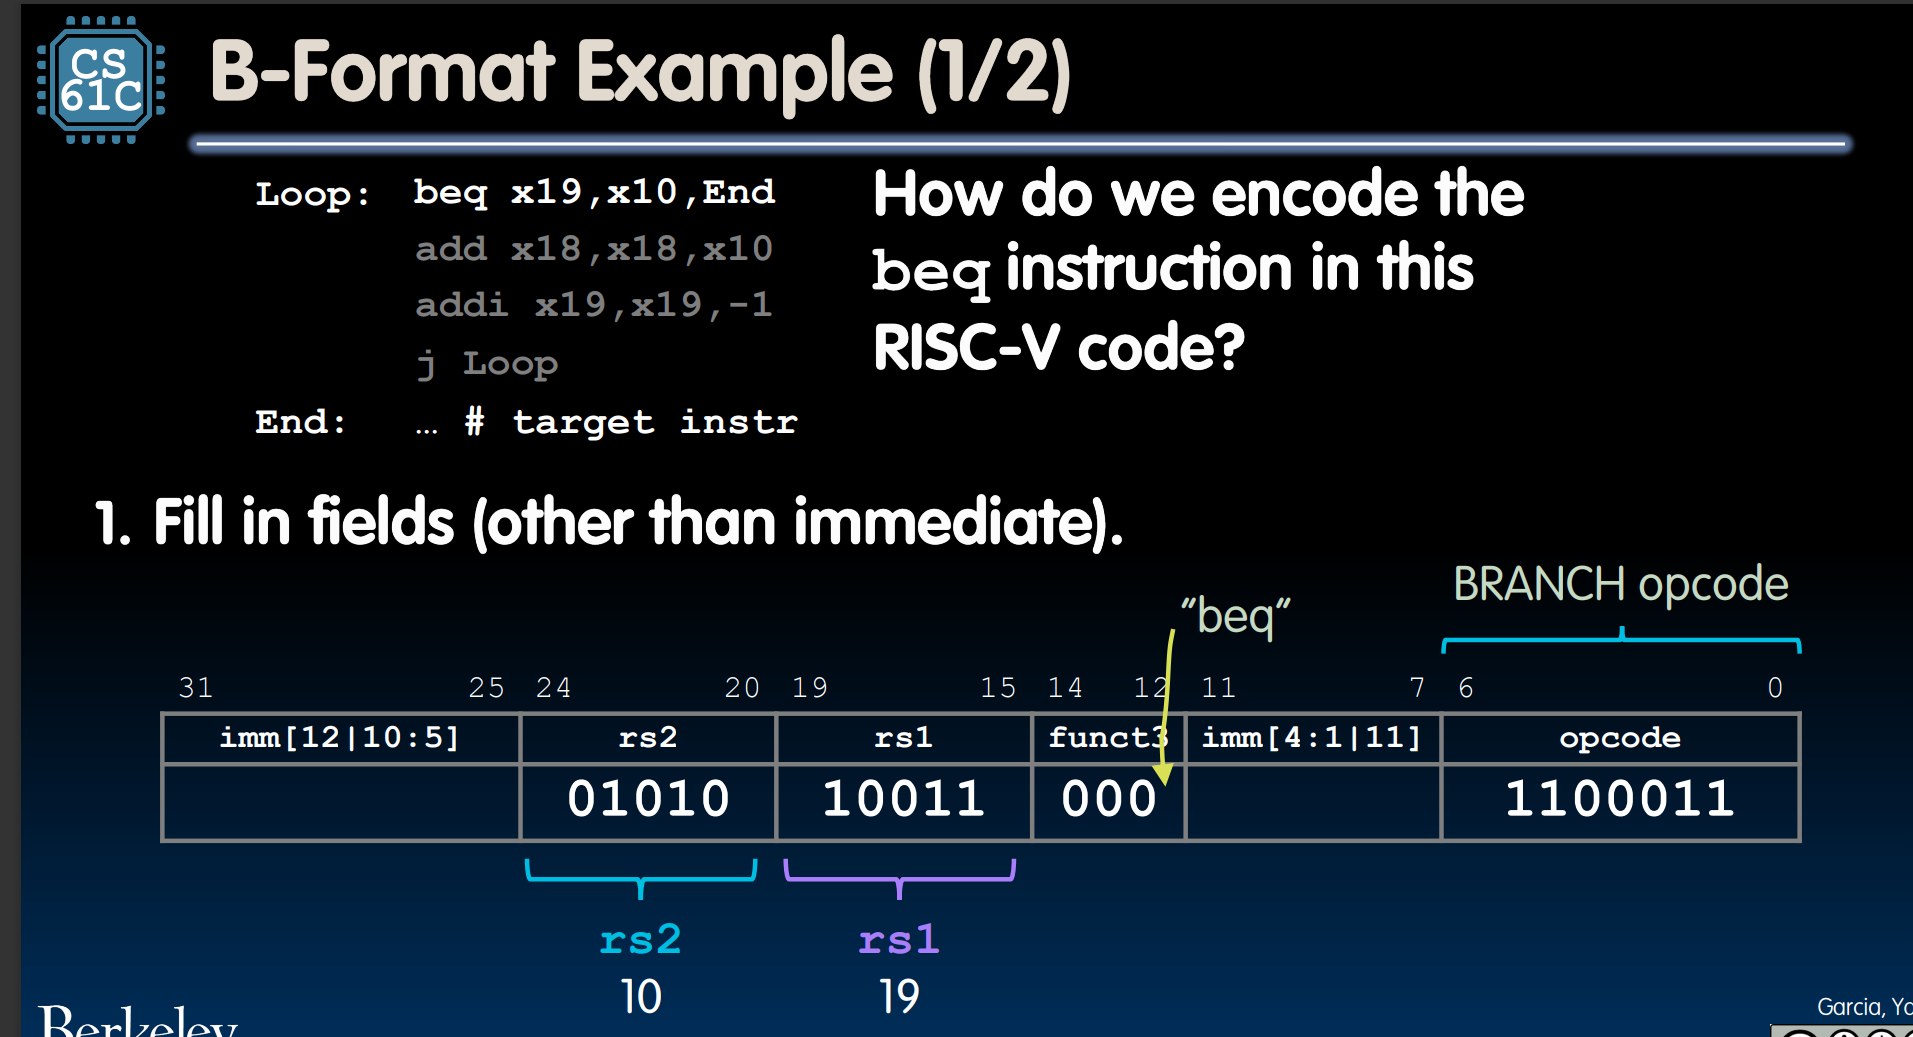 CS
61C
B-Format Example (1/2)
Loop: beq x19,x10,End
add x18,x18,x10
addi x19,x19,-1
j Loop
End: … # target instr
How do we encode the
beq instruction in this
RISC-V code?
1. Fill in fields (other than immediate).
"beq"
BRANCH opcode
31 25 24 20 19 15 14 12 11 7 6 0
imm[12|10:5] rs2 rs1 funct3 imm[4:1|11] opcode
01010 10011 000 1100011
rs2 rs1
10 19
Berkeley
Garcia,